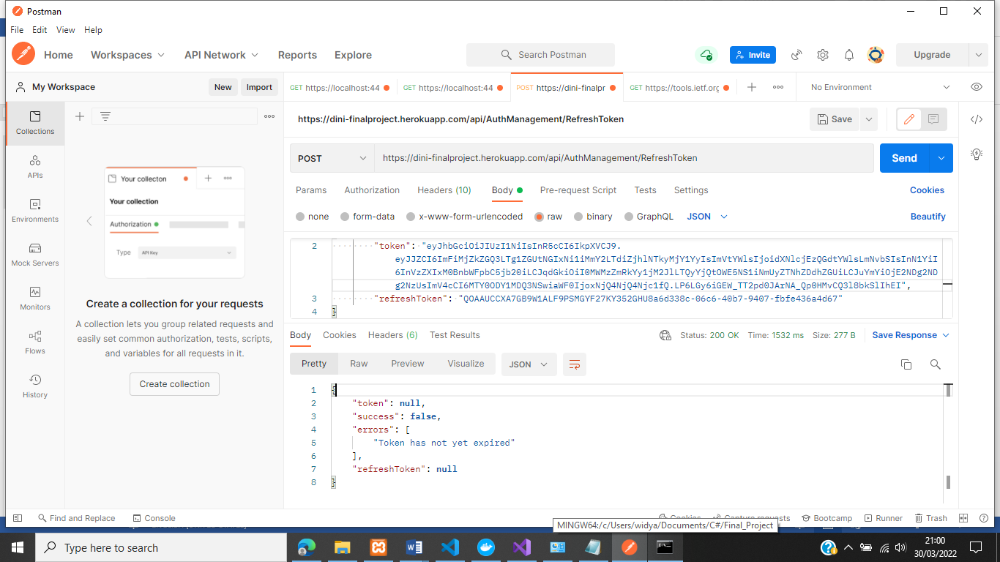 Postman
File Edit View Help
Home Workspaces API Network Reports Explore
Search Postman
Invite
Upgrade
My Workspace
New Import
GET https://localhost:44
GET https://localhost:44
POST https://dini-finalpr
GET https://tools.ietf.org
No Environment
Collections
APIs
Environments
Mock Servers
Monitors
Flows
History
Your collecton
Your collection
Authorization
Type API Key
Create a collection for your requests
A collection lets you group related requests and
easily set common authorization, tests, scripts,
and variables for all requests in it.
Create collection
https://dini-finalproject.herokuapp.com/api/AuthManagement/RefreshToken
Save
POST https://dini-finalproject.herokuapp.com/api/AuthManagement/RefreshToken
Send
Params Authorization Headers (10) Body Pre-request Script Tests Settings
Cookies
none form-data x-www-form-urlencoded raw binary GraphQL JSON
Beautify
2 "token": "eyJhbGciOiJIUzI1NiIsInR5cCI6IkpXVCJ9.
3 "refreshToken": "QOAAUCCXA7GB9W1ALF9PSMGYF27KY352GHU8a6d338c-06c6-40b7-9407-fbfe436a4d67"
4 }
Body Cookies Headers (6) Test Results
Status: 200 OK Time: 1532 ms Size: 277 B
Save Response
Pretty Raw Preview Visualize JSON
1 {
2 "token": null,
3 "success": false,
4 "errors": [
5 "Token has not yet expired"
6 ],
7 "refreshToken": null
8 }
Find and Replace Console
Cookies Capture requests Bootcamp Runner Trash
MINGW64:/c/Users/widya/Documents/C#/Final_Project
Type here to search
21:00
30/03/2022